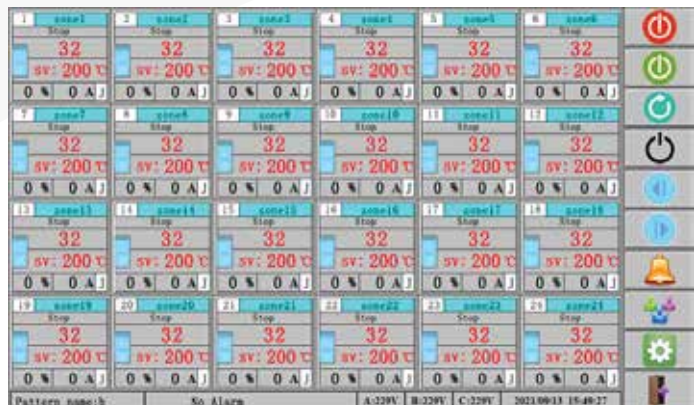 1 zone1 2 zone2 3 zone3 4 zone4 5 zone5 6 zone6
Stop Stop Stop Stop Stop Stop
32 32 32 32 32 32
sv: 200 ℃ sv: 200 ℃ sv: 200 ℃ sv: 200 ℃ sv: 200 ℃ sv: 200 ℃
0 % 0 A J 0 % 0 A J 0 % 0 A J 0 % 0 A J 0 % 0 A J 0 % 0 A J
7 zone7 8 zone8 9 zone9 10 zone10 11 zone11 12 zone12
Stop Stop Stop Stop Stop Stop
32 32 32 32 32 32
sv: 200 ℃ sv: 200 ℃ sv: 200 ℃ sv: 200 ℃ sv: 200 ℃ sv: 200 ℃
0 % 0 A J 0 % 0 A J 0 % 0 A J 0 % 0 A J 0 % 0 A J 0 % 0 A J
13 zone13 14 zone14 15 zone15 16 zone16 17 zone17 18 zone18
Stop Stop Stop Stop Stop Stop
32 32 32 32 32 32
sv: 200 ℃ sv: 200 ℃ sv: 200 ℃ sv: 200 ℃ sv: 200 ℃ sv: 200 ℃
0 % 0 A J 0 % 0 A J 0 % 0 A J 0 % 0 A J 0 % 0 A J 0 % 0 A J
19 zone19 20 zone20 21 zone21 22 zone22 23 zone23 24 zone24
Stop Stop Stop Stop Stop Stop
32 32 32 32 32 32
sv: 200 ℃ sv: 200 ℃ sv: 200 ℃ sv: 200 ℃ sv: 200 ℃ sv: 200 ℃
0 % 0 A J 0 % 0 A J 0 % 0 A J 0 % 0 A J 0 % 0 A J 0 % 0 A J
Pattern name:h No Alarm A:229V B:229V C:229V 2021/09/13 15:49:27